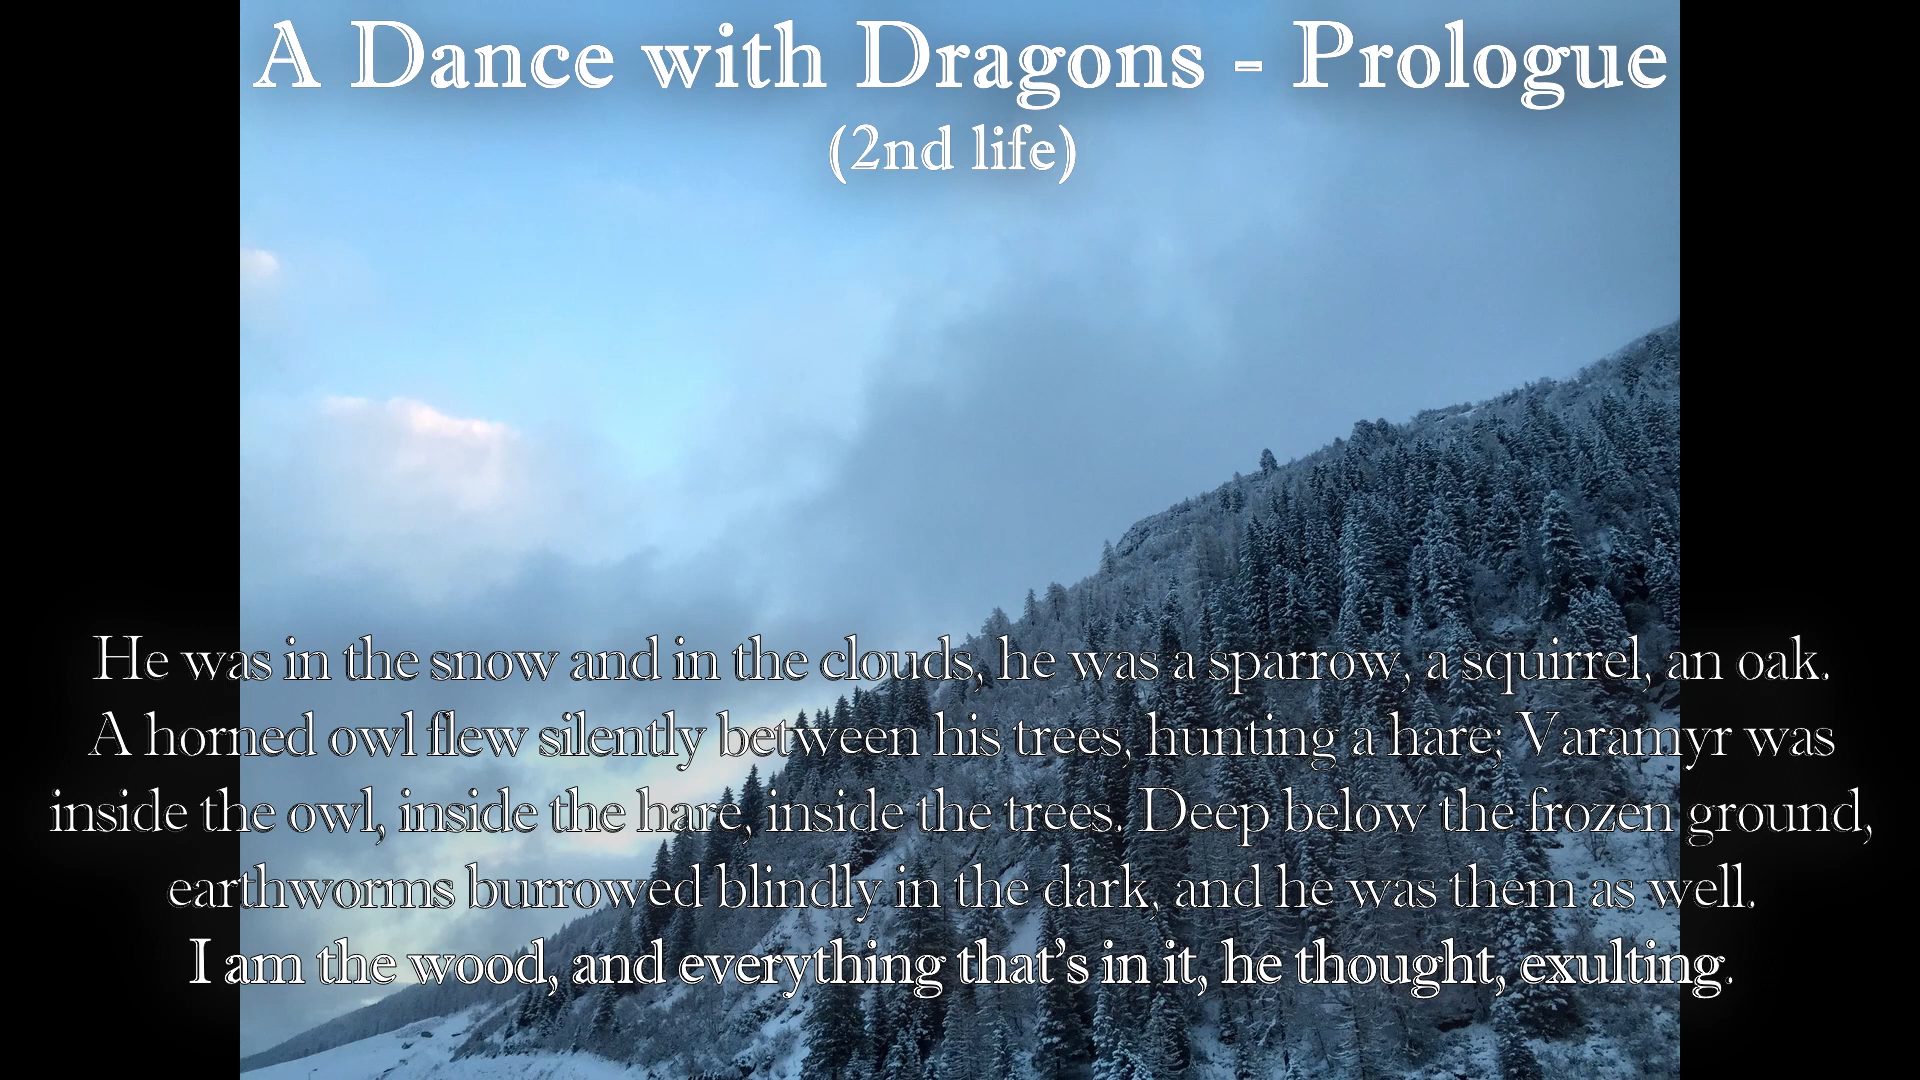 A Dance with Dragons - Prologue
(2nd life)
He was in the snow and in the clouds, he was a sparrow, a squirrel, an oak.
A horned owl flew silently between his trees, hunting a hare; Varamyr was
inside the owl, inside the hare, inside the trees. Deep below the frozen ground,
earthworms burrowed blindly in the dark, and he was them as well.
I am the wood, and everything that’s in it, he thought, exulting.